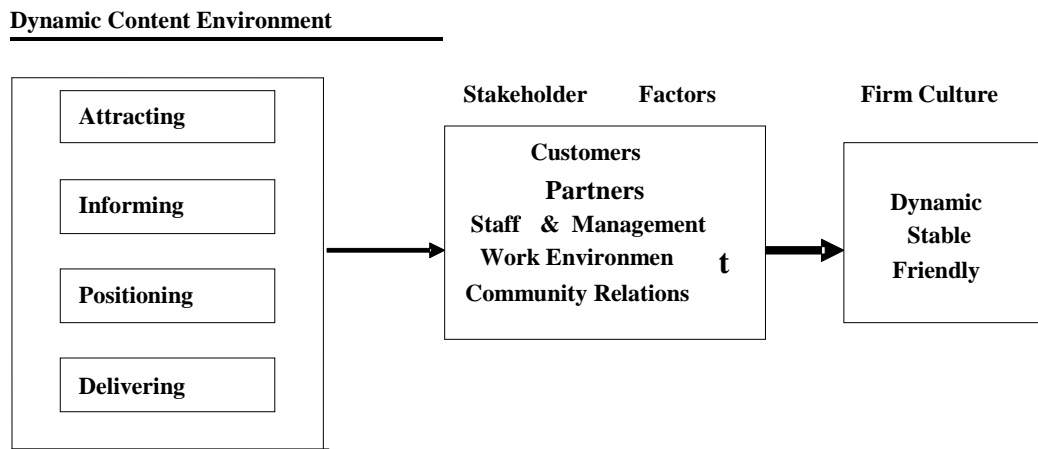 Dynamic Content Environment
Attracting
Informing
Positioning
Delivering
Stakeholder Factors
Customers
Partners
Staff & Management
Work Environmen t
Community Relations
Firm Culture
Dynamic
Stable
Friendly